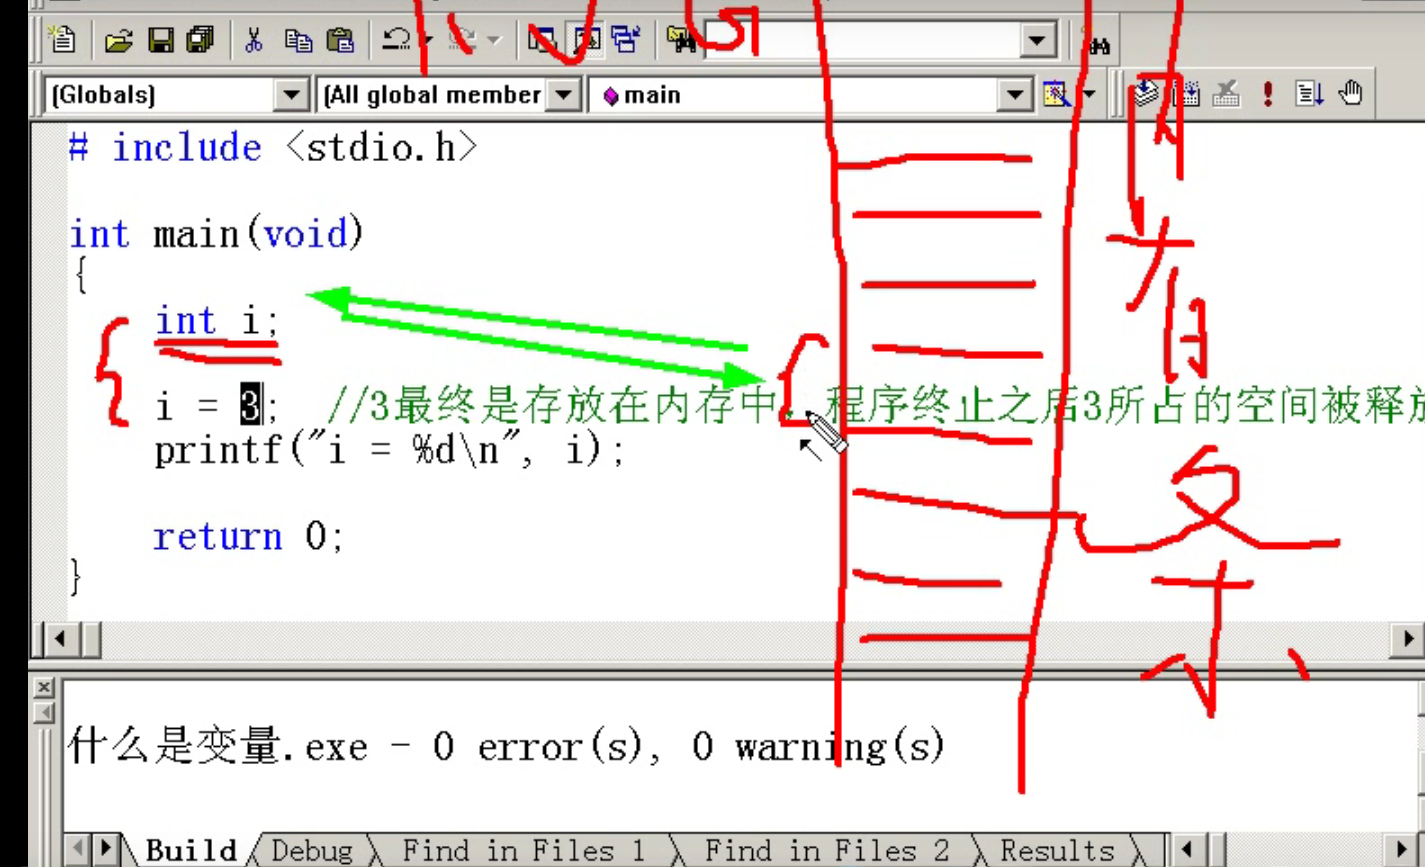 (Globals) (All global member main
# include <stdio.h>
int main(void)
{
int i;
i = 3; //3最终是存放在内存中，程序终止之后3所占的空间被释放
printf("i = %d\n", i);
return 0;
}
什么是变量.exe - 0 error(s), 0 warning(s)
Build Debug Find in Files 1 Find in Files 2 Results